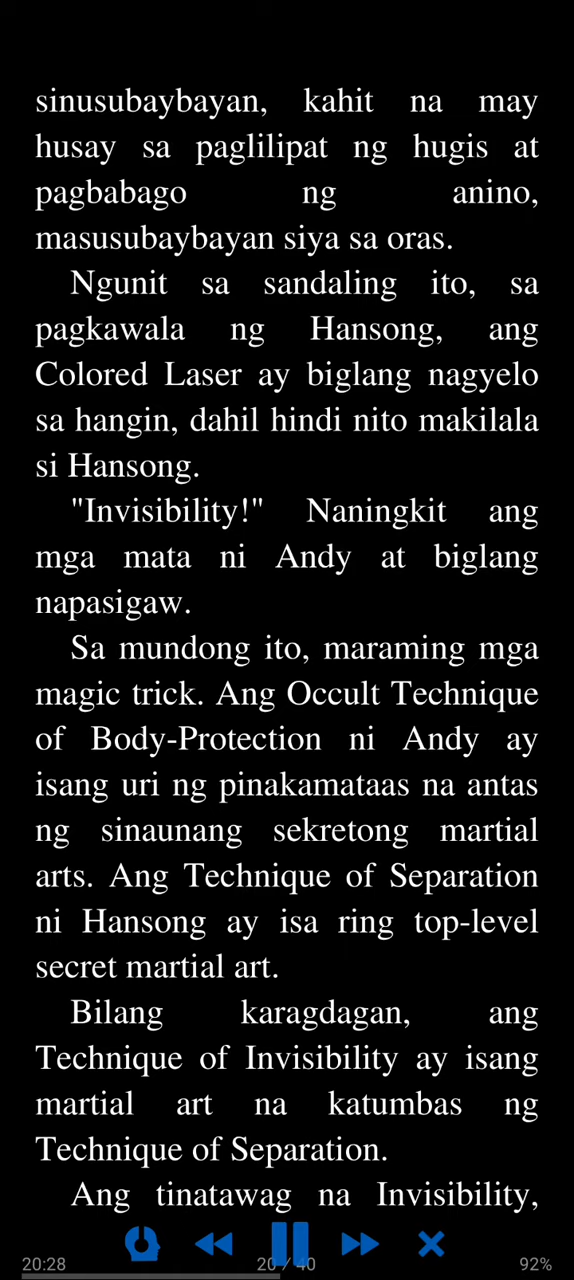 sinusubaybayan, kahit na may
husay sa paglilipat ng hugis at
pagbabago ng anino,
masusubaybayan siya sa oras.
Ngunit sa sandaling ito, sa
pagkawala ng Hansong, ang
Colored Laser ay biglang nagyelo
sa hangin, dahil hindi nito makilala
si Hansong.
"Invisibility!" Naningkit ang
mga mata ni Andy at biglang
napasigaw.
Sa mundong ito, maraming mga
magic trick. Ang Occult Technique
of Body-Protection ni Andy ay
isang uri ng pinakamataas na antas
ng sinaunang sekretong martial
arts. Ang Technique of Separation
ni Hansong ay isa ring top-level
secret martial art.
Bilang karagdagan, ang
Technique of Invisibility ay isang
martial art na katumbas ng
Technique of Separation.
Ang tinatawag na Invisibility,
20:28 20 / 40 92%